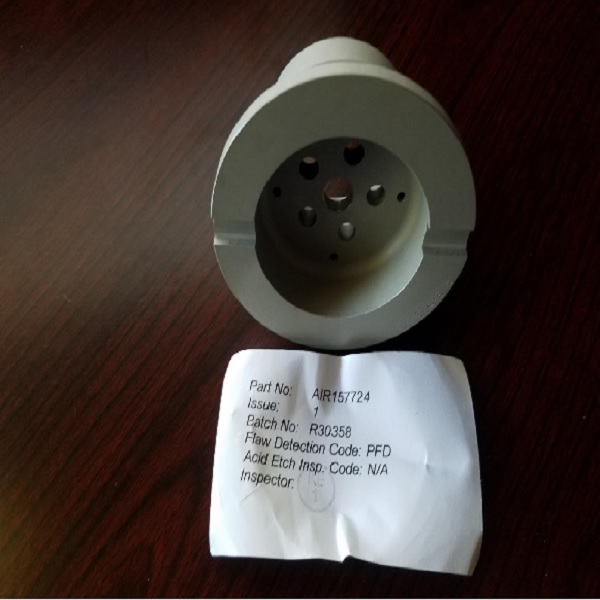 Part No: AIR157724
Issue: 1
Batch No: R30358
Flaw Detection Code: PFD
Acid Etch Insp. Code: N/A
Inspector: